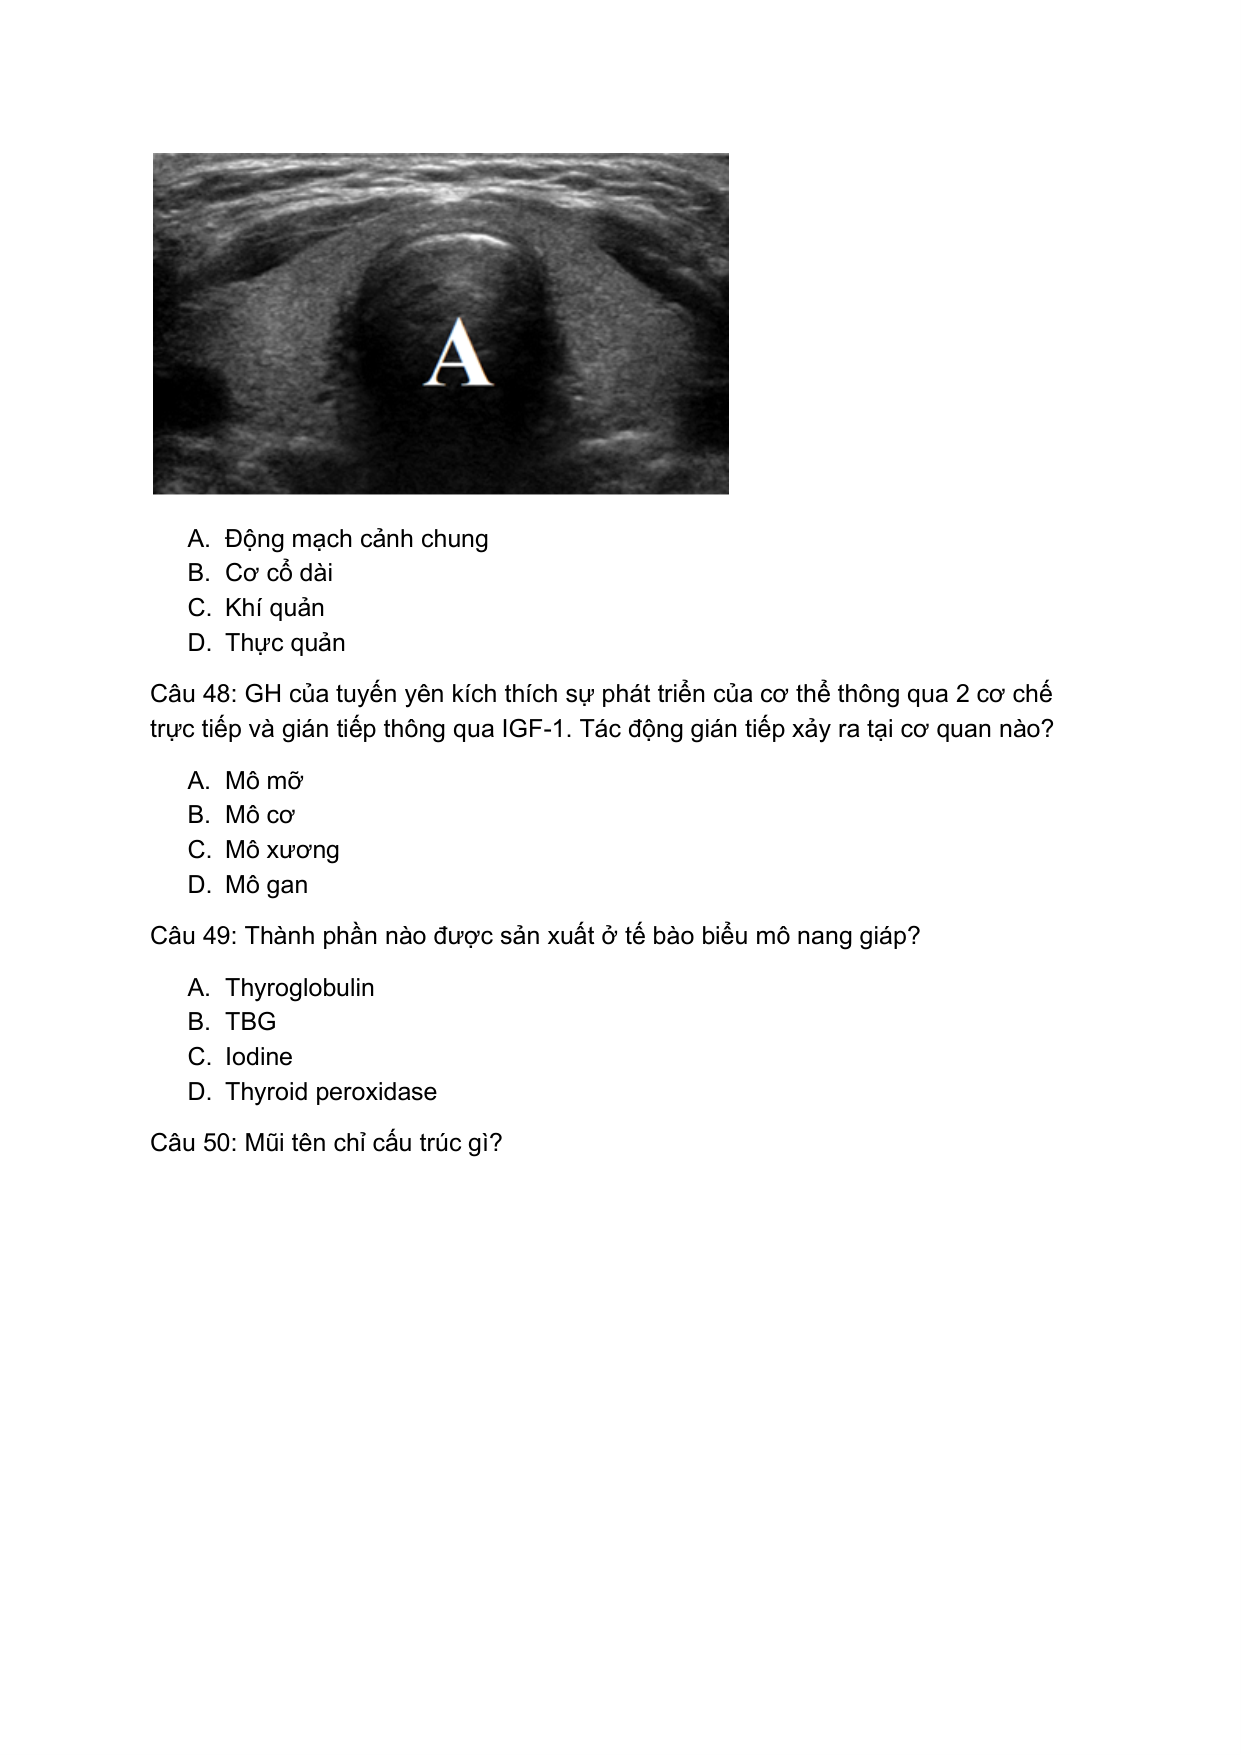 A
A. Động mạch cảnh chung
B. Cơ cổ dài
C. Khí quản
D. Thực quản
Câu 48: GH của tuyến yên kích thích sự phát triển của cơ thể thông qua 2 cơ chế
trực tiếp và gián tiếp thông qua IGF-1. Tác động gián tiếp xảy ra tại cơ quan nào?
A. Mô mỡ
B. Mô cơ
C. Mô xương
D. Mô gan
Câu 49: Thành phần nào được sản xuất ở tế bào biểu mô nang giáp?
A. Thyroglobulin
B. TBG
C. Iodine
D. Thyroid peroxidase
Câu 50: Mũi tên chỉ cấu trúc gì?